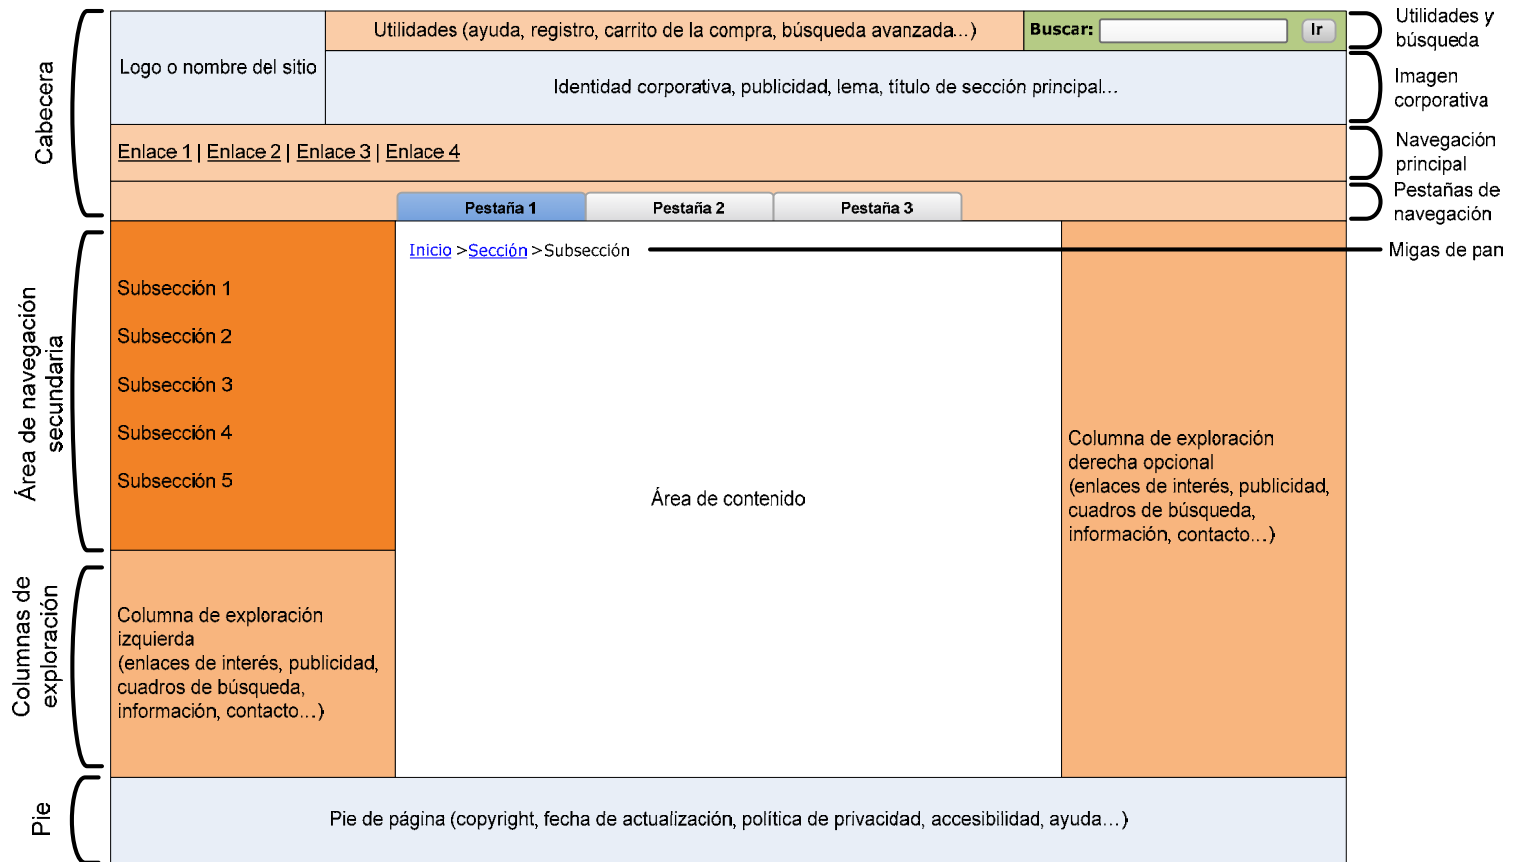 Utilidades (ayuda, registro, carrito de la compra, búsqueda avanzada...)
Buscar:
Ir
Utilidades y
búsqueda
Logo o nombre del sitio
Identidad corporativa, publicidad, lema, título de sección principal...
Imagen
corporativa
Cabecera
Enlace 1 | Enlace 2 | Enlace 3 | Enlace 4
Navegación
principal
Pestaña 1
Pestaña 2
Pestaña 3
Pestañas de
navegación
Inicio >Sección >Subsección
Migas de pan
Área de navegación
secundaria
Subsección 1
Subsección 2
Subsección 3
Subsección 4
Subsección 5
Área de contenido
Columna de exploración
derecha opcional
(enlaces de interés, publicidad,
cuadros de búsqueda,
información, contacto...)
Columnas de
exploración
Columna de exploración
izquierda
(enlaces de interés, publicidad,
cuadros de búsqueda,
información, contacto...)
Pie
Pie de página (copyright, fecha de actualización, política de privacidad, accesibilidad, ayuda...)